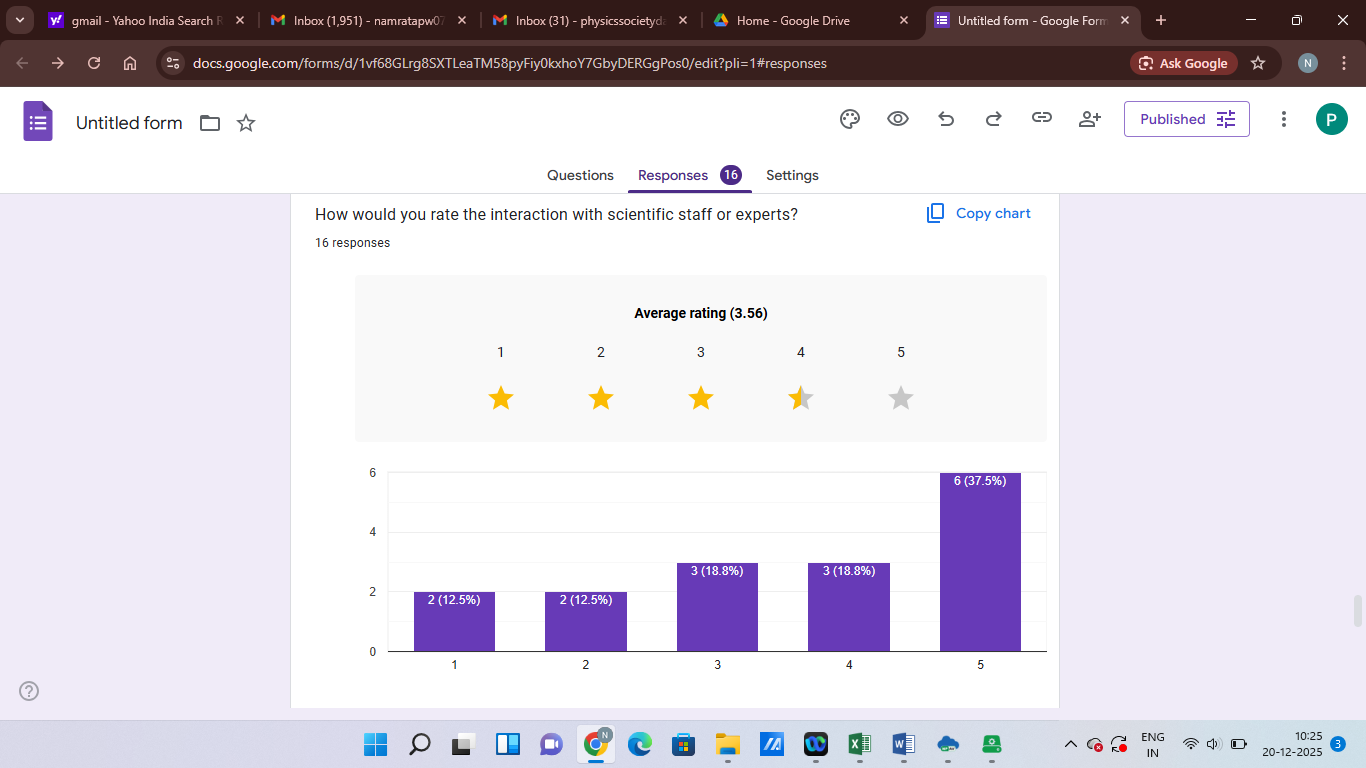 gmail - Yahoo India Search R
Inbox (1,951) - namratapw07
Inbox (31) - physicssocietyda
Home - Google Drive
Untitled form - Google Form
docs.google.com/forms/d/1vf68GLrg8SXTLeaTM58pyFiy0kxhoY7GbyDERGgPos0/edit?pli=1#responses
Ask Google
N
Untitled form
Published
P
Questions
Responses 16
Settings
How would you rate the interaction with scientific staff or experts?
Copy chart
16 responses
Average rating (3.56)
1 2 3 4 5
6
4
2
0
2 (12.5%)
2 (12.5%)
3 (18.8%)
3 (18.8%)
6 (37.5%)
1 2 3 4 5
N
ENG
IN
10:25
20-12-2025
3